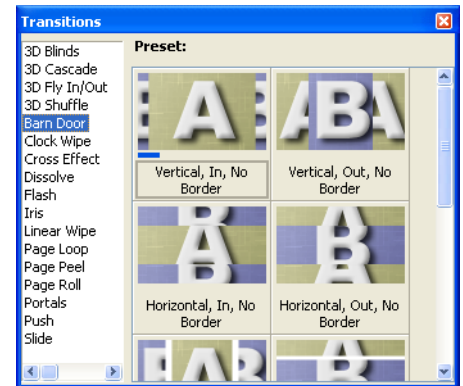 Transitions
3D Blinds
3D Cascade
3D Fly In/Out
3D Shuffle
Barn Door
Clock Wipe
Cross Effect
Dissolve
Flash
Iris
Linear Wipe
Page Loop
Page Peel
Page Roll
Portals
Push
Slide
Preset:
A
B A
Vertical, In, No
Border
Vertical, Out, No
Border
B
A
B
A
B
A
Horizontal, In, No
Border
Horizontal, Out, No
Border